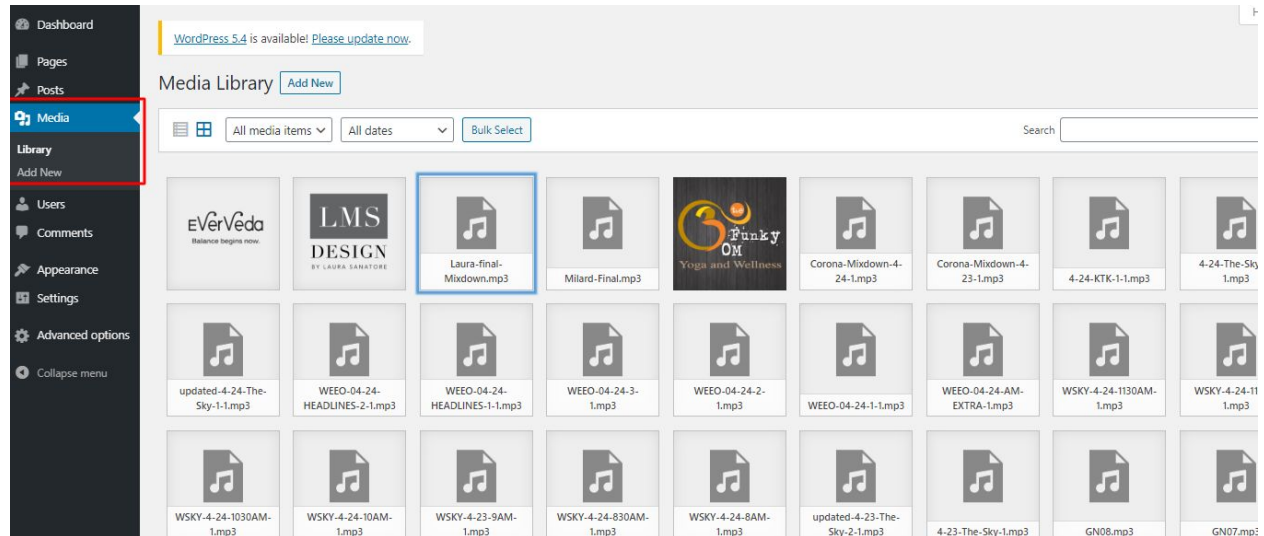 Dashboard
WordPress 5.4 is available! Please update now.
Pages
Posts
Media Library Add New
Media
All media items
All dates
Bulk Select
Search
Library
Add New
Users
Comments
Appearance
Settings
Advanced options
Collapse menu
EVerVeda
Balance begins now.
LMS
DESIGN
BY LAURA SANATORE
Laura-final-
Mixdown.mp3
Milard-Final.mp3
Funky
OM
Yoga and Wellness
Corona-Mixdown-4-
24-1.mp3
Corona-Mixdown-4-
23-1.mp3
4-24-KTK-1-1.mp3
4-24-The-Sky
1.mp3
updated-4-24-The-
Sky-1-1.mp3
WEEO-04-24-
HEADLINES-2-1.mp3
WEEO-04-24-
HEADLINES-1-1.mp3
WEEO-04-24-3-
1.mp3
WEEO-04-24-2-
1.mp3
WEEO-04-24-1-1.mp3
WEEO-04-24-AM-
EXTRA-1.mp3
WSKY-4-24-1130AM-
1.mp3
WSKY-4-24-11
1.mp3
WSKY-4-24-1030AM-
1.mp3
WSKY-4-24-10AM-
1.mp3
WSKY-4-23-9AM-
1.mp3
WSKY-4-24-830AM-
1.mp3
WSKY-4-24-8AM-
1.mp3
updated-4-23-The-
Sky-2-1.mp3
4-23-The-Sky-1.mp3
GN08.mp3
GN07.mp3